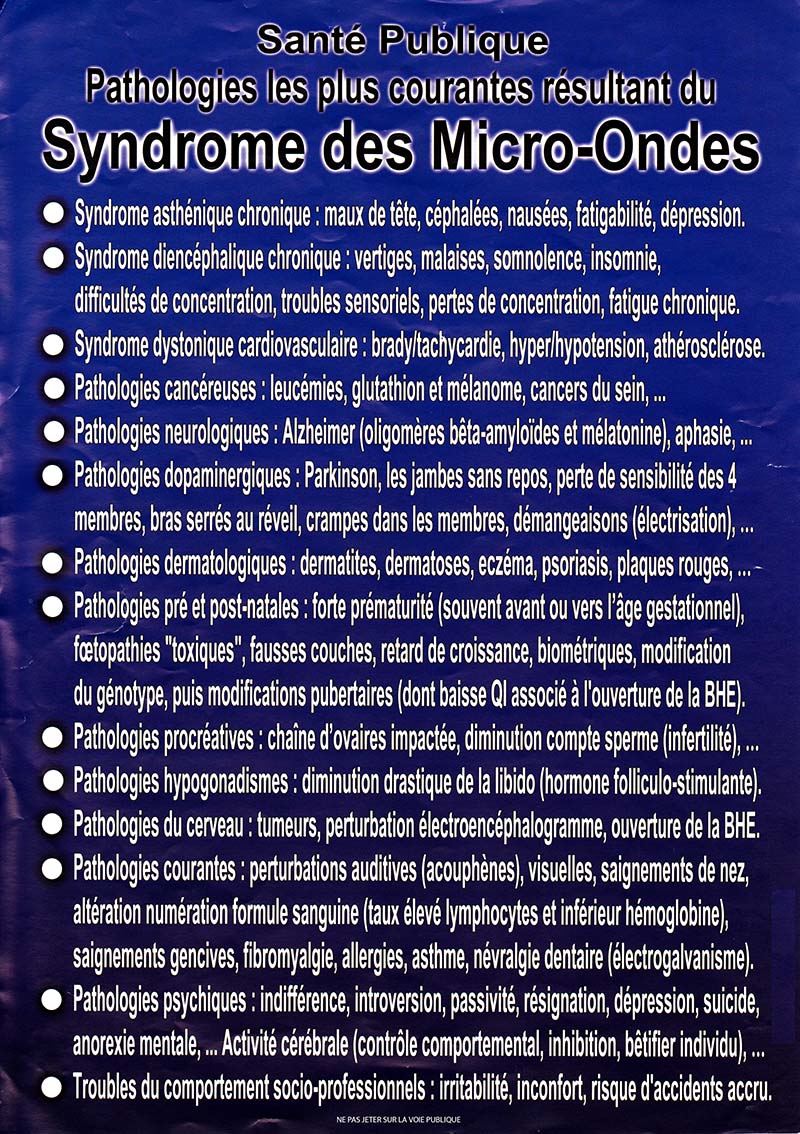 Santé Publique
Pathologies les plus courantes résultant du
Syndrome des Micro-Ondes
● Syndrome asthénique chronique : maux de tête, céphalées, nausées, fatigabilité, dépression.
● Syndrome diencéphalique chronique : vertiges, malaises, somnolence, insomnie,
difficultés de concentration, troubles sensoriels, pertes de concentration, fatigue chronique.
● Syndrome dystonique cardiovasculaire : brady/tachycardie, hyper/hypotension, athérosclérose.
● Pathologies cancéreuses : leucémies, glutathion et mélanome, cancers du sein, ...
● Pathologies neurologiques : Alzheimer (oligomères bêta-amyloïdes et mélatonine), aphasie, ...
● Pathologies dopaminergiques : Parkinson, les jambes sans repos, perte de sensibilité des 4
membres, bras serrés au réveil, crampes dans les membres, démangeaisons (électrisation), ...
● Pathologies dermatologiques : dermatites, dermatoses, eczéma, psoriasis, plaques rouges, ...
● Pathologies pré et post-natales : forte prématurité (souvent avant ou vers l'âge gestationnel),
fœtopathies "toxiques", fausses couches, retard de croissance, biométriques, modification
du génotype, puis modifications pubertaires (dont baisse QI associé à l'ouverture de la BHE).
● Pathologies procréatives : chaîne d'ovaires impactée, diminution compte sperme (infertilité), ...
● Pathologies hypogonadismes : diminution drastique de la libido (hormone folliculo-stimulante).
● Pathologies du cerveau : tumeurs, perturbation électroencéphalogramme, ouverture de la BHE.
● Pathologies courantes : perturbations auditives (acouphènes), visuelles, saignements de nez,
altération numération formule sanguine (taux élevé lymphocytes et inférieur hémoglobine),
saignements gencives, fibromyalgie, allergies, asthme, névralgie dentaire (électrogalvanisme).
● Pathologies psychiques : indifférence, introversion, passivité, résignation, dépression, suicide,
anorexie mentale, ... Activité cérébrale (contrôle comportemental, inhibition, bêtifier individu), ...
● Troubles du comportement socio-professionnels : irritabilité, inconfort, risque d'accidents accru.
NE PAS JETER SUR LA VOIE PUBLIQUE